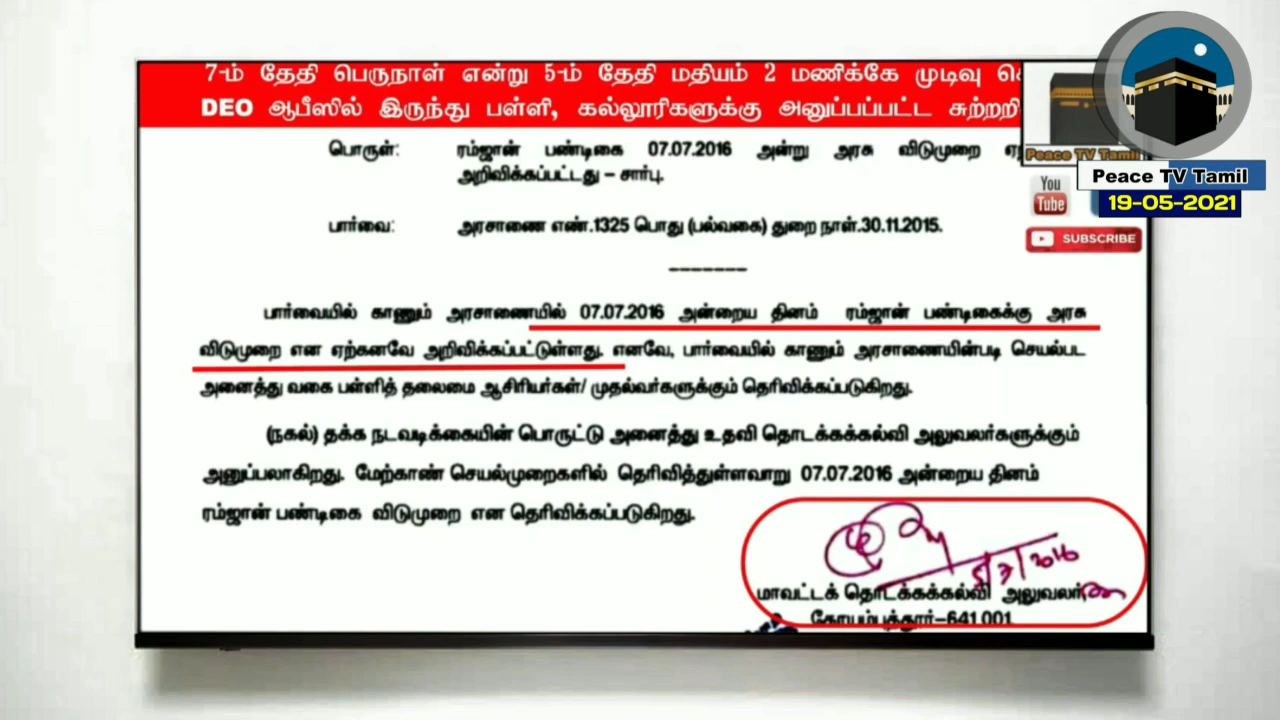 7-ம் தேதி பெருநாள் என்று 5-ம் தேதி மதியம் 2 மணிக்கே முடிவு
DEO ஆபீஸில் இருந்து பள்ளி, கல்லூரிகளுக்கு அனுப்பப்பட்ட
பொருள்: ரம்ஜான் பண்டிகை 07.07.2016 அன்று அரசு விடுமுறை
அறிவிக்கப்பட்டது – சார்பு.
பார்வை: அரசாணை எண்.1325 பொது (பல்வகை) துறை நாள்.30.11.2015.
-------
பார்வையில் காணும் அரசாணையில் 07.07.2016 அன்றைய தினம் ரம்ஜான் பண்டிகைக்கு அரசு
விடுமுறை என ஏற்கனவே அறிவிக்கப்பட்டுள்ளது. எனவே, பார்வையில் காணும் அரசாணையின்படி செயல்பட
அனைத்து வகை பள்ளித் தலைமை ஆசிரியர்கள்/ முதல்வர்களுக்கும் தெரிவிக்கப்படுகிறது.
(நகல்) தக்க நடவடிக்கையின் பொருட்டு அனைத்து உதவி தொடக்கக்கல்வி அலுவலர்களுக்கும்
அனுப்பலாகிறது. மேற்காண் செயல்முறைகளில் தெரிவித்துள்ளவாறு 07.07.2016 அன்றைய தினம்
ரம்ஜான் பண்டிகை விடுமுறை என தெரிவிக்கப்படுகிறது.
5/7/2016
மாவட்டக் தொடக்கக்கல்வி அலுவலர்,
கோயம்புத்தூர்–641 001
Peace TV Tamil
Peace TV Tamil
19-05-2021
You
Tube
SUBSCRIBE